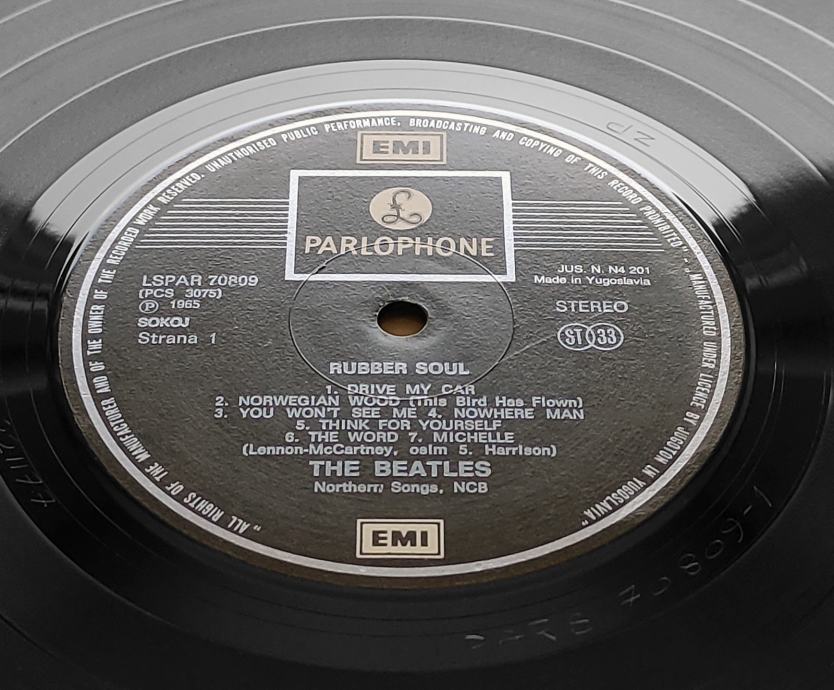 "ALL RIGHTS OF THE MANUFACTURER AND OF THE OWNER OF THE RECORDED WORK RESERVED. UNAUTHORISED PUBLIC PERFORMANCE, BROADCASTING AND COPYING OF THIS RECORD PROHIBITED" - "MANUFACTURED UNDER LICENCE BY JUGOTON IN YUGOSLAVIA"
EMI
£
PARLOPHONE
LSPAR 70809
(PCS 3075)
Ⓟ 1965
SOKOJ
Strana 1
JUS. N. N4 201
Made in Yugoslavia
STEREO
ST 33
RUBBER SOUL
1. DRIVE MY CAR
2. NORWEGIAN WOOD (This Bird Has Flown)
3. YOU WON'T SEE ME 4. NOWHERE MAN
5. THINK FOR YOURSELF
6. THE WORD 7. MICHELLE
(Lennon-McCartney, osim 5. Harrison)
THE BEATLES
Northern Songs, NCB
EMI
ZP
70809-1